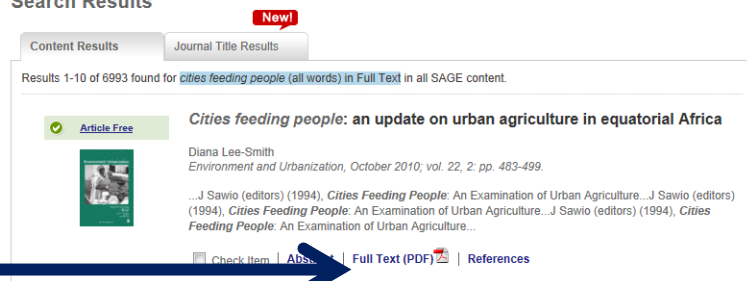 Search Results
New!
Content Results
Journal Title Results
Results 1-10 of 6993 found for cities feeding people (all words) in Full Text in all SAGE content.
Article Free
Cities feeding people: an update on urban agriculture in equatorial Africa
Diana Lee-Smith
Environment and Urbanization, October 2010; vol. 22, 2: pp. 483-499.
...J Sawio (editors) (1994), Cities Feeding People: An Examination of Urban Agriculture...J Sawio (editors)
(1994), Cities Feeding People: An Examination of Urban Agriculture...J Sawio (editors) (1994), Cities
Feeding People: An Examination of Urban Agriculture...
Check Item | Abstract | Full Text (PDF) | References